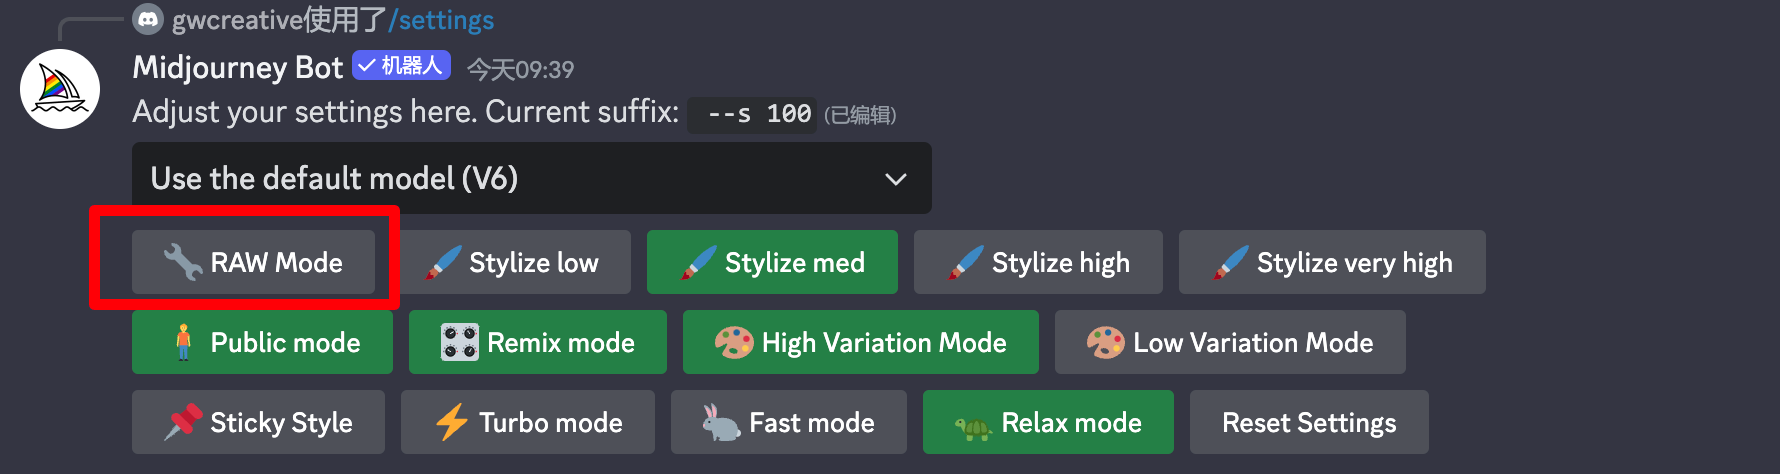 gwcreative使用了/settings
Midjourney Bot ✓ 机器人 今天09:39
Adjust your settings here. Current suffix: --s 100 (已编辑)
Use the default model (V6)
RAW Mode Stylize low Stylize med Stylize high Stylize very high
Public mode Remix mode High Variation Mode Low Variation Mode
Sticky Style Turbo mode Fast mode Relax mode Reset Settings